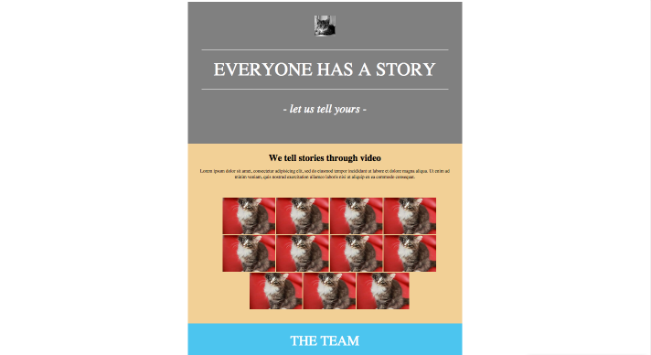 EVERYONE HAS A STORY
- let us tell yours -
We tell stories through video
Lorem ipsum dolor sit amet, consectetur adipiscing elit, sed do eiusmod tempor incididunt ut labore et dolore magna aliqua. Ut enim ad
minim veniam, quis nostrud exercitation ullamco laboris nisi ut aliquip ex ea commodo consequat.
THE TEAM